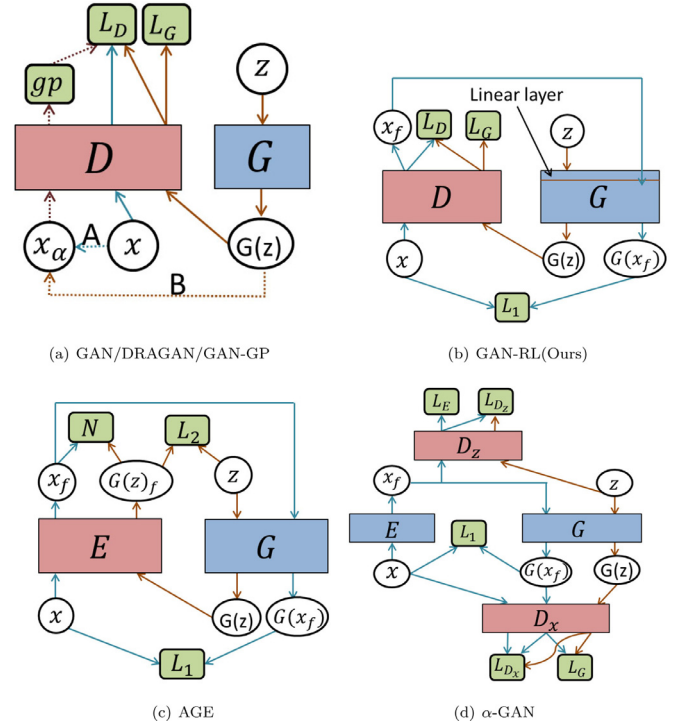 L_D L_G
gp
z
D
G
x_α A x G(z)
B
(a) GAN/DRAGAN/GAN-GP
Linear layer
x_f L_D L_G z
D
G
x G(z) G(x_f)
L_1
(b) GAN-RL(Ours)
N L_2
x_f G(z)_f z
E
G
x G(z) G(x_f)
L_1
(c) AGE
L_E L_{D_z}
D_z
x_f z
E L_1 G
x G(x_f) G(z)
D_x
L_{D_x} L_G
(d) α-GAN